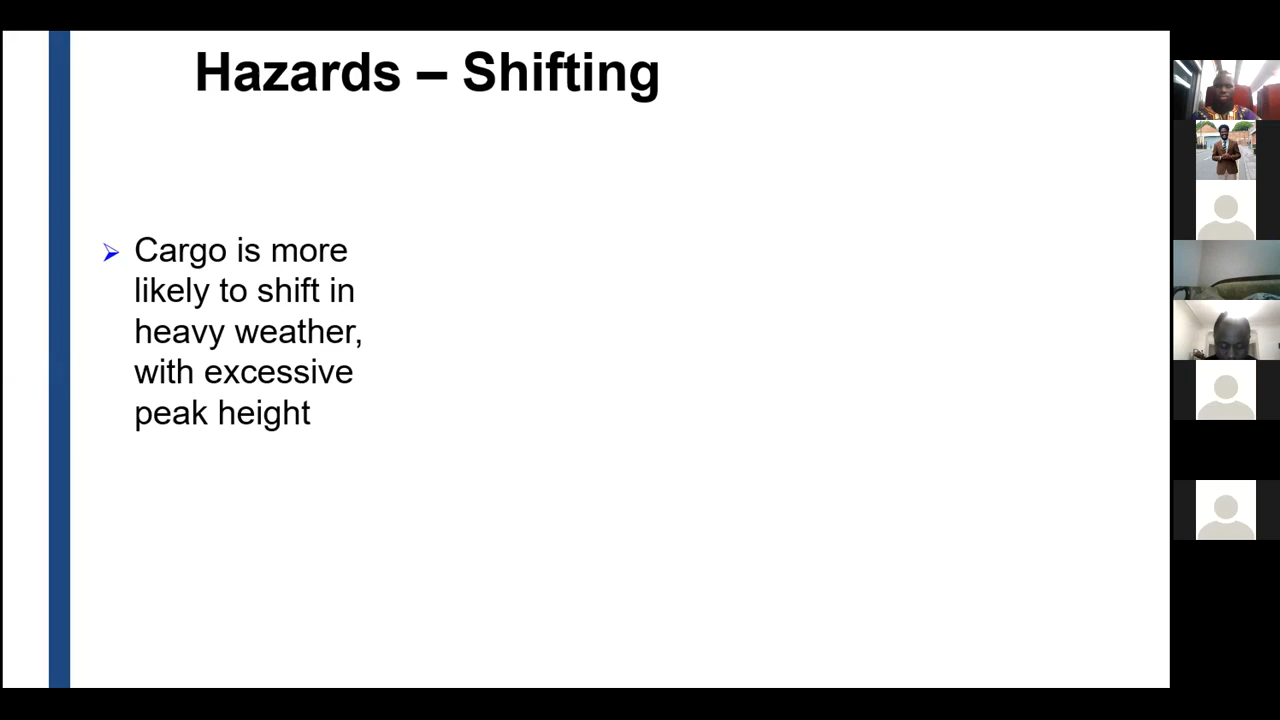 Hazards – Shifting
Cargo is more
likely to shift in
heavy weather,
with excessive
peak height